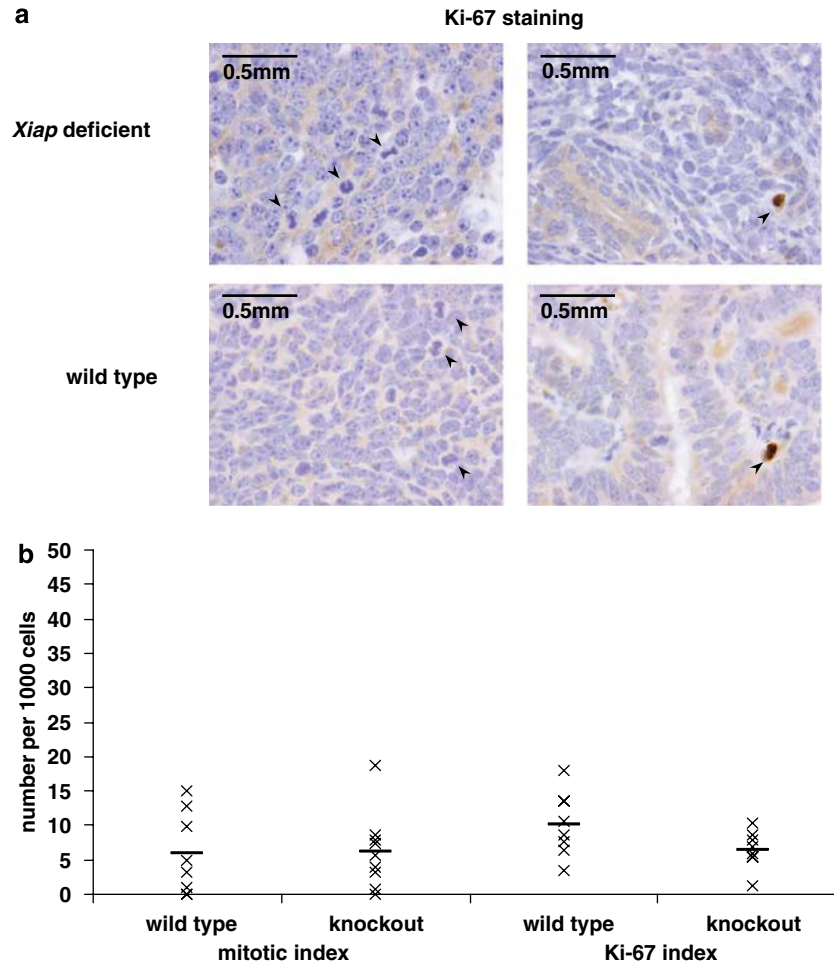 a
Ki-67 staining
0.5mm
0.5mm
Xiap deficient
0.5mm
0.5mm
wild type
b
50
45
40
35
30
25
20
15
10
5
0
number per 1000 cells
wild type knockout wild type knockout
mitotic index Ki-67 index